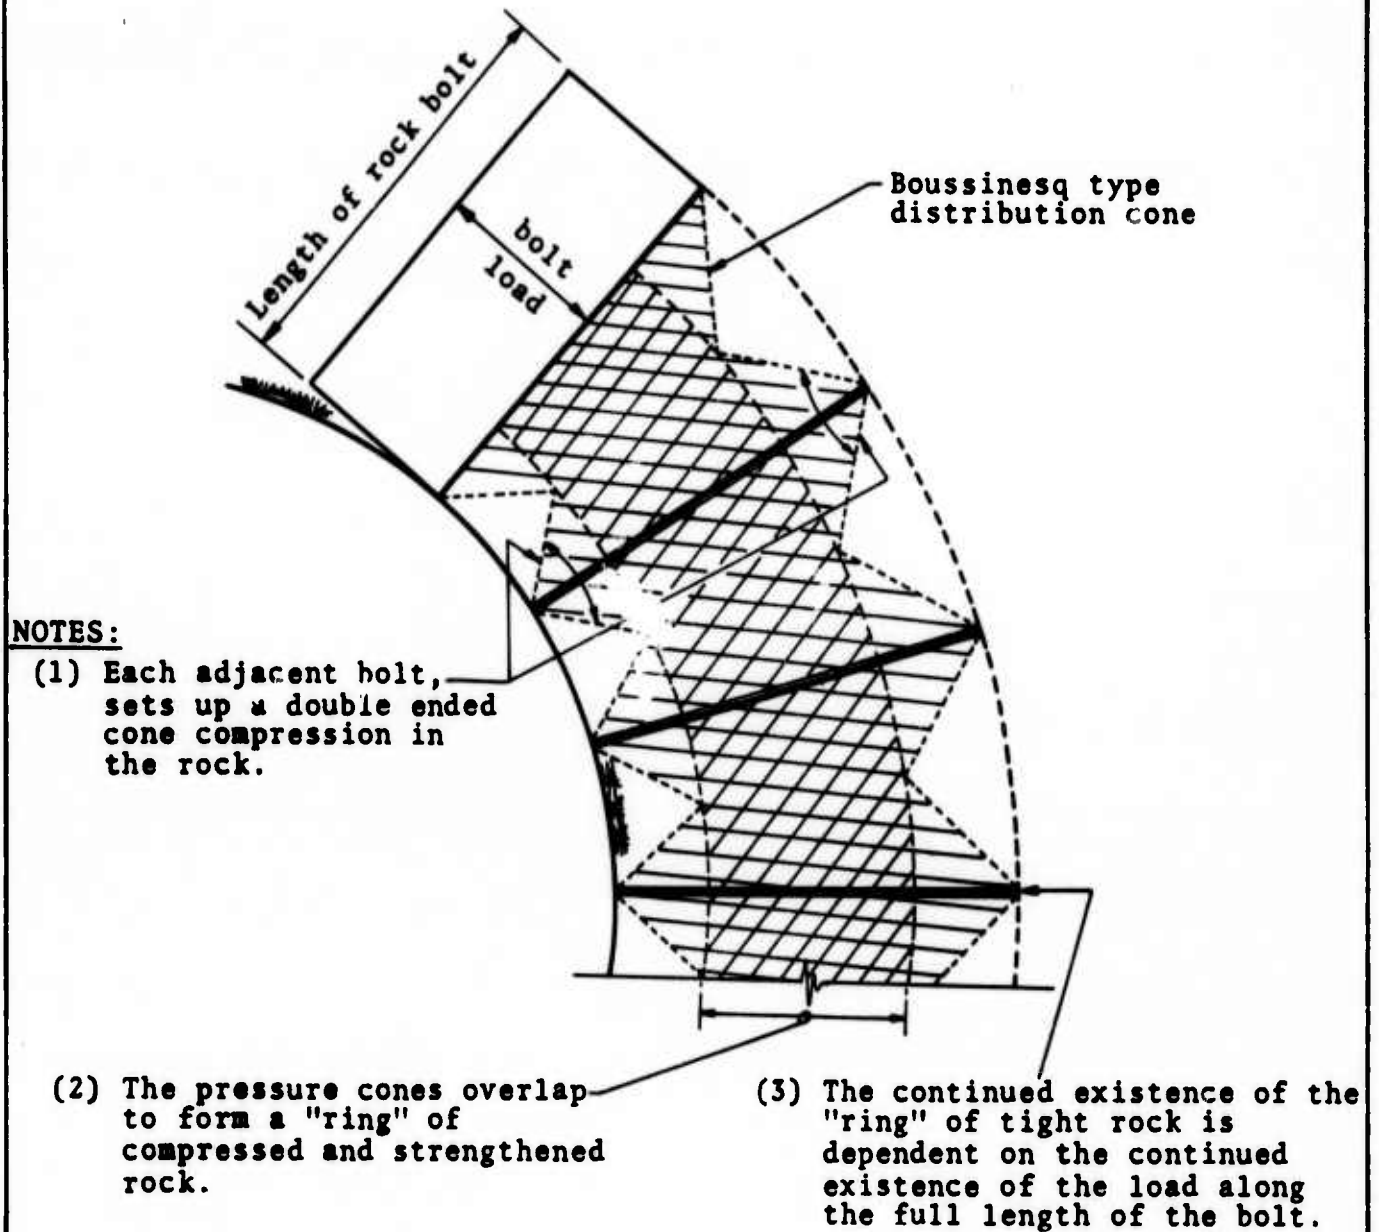 Length of rock bolt
bolt
load
Boussinesq type
distribution cone
NOTES:
(1) Each adjacent bolt,
sets up a double ended
cone compression in
the rock.
(2) The pressure cones overlap
to form a "ring" of
compressed and strengthened
rock.
(3) The continued existence of the
"ring" of tight rock is
dependent on the continued
existence of the load along
the full length of the bolt.